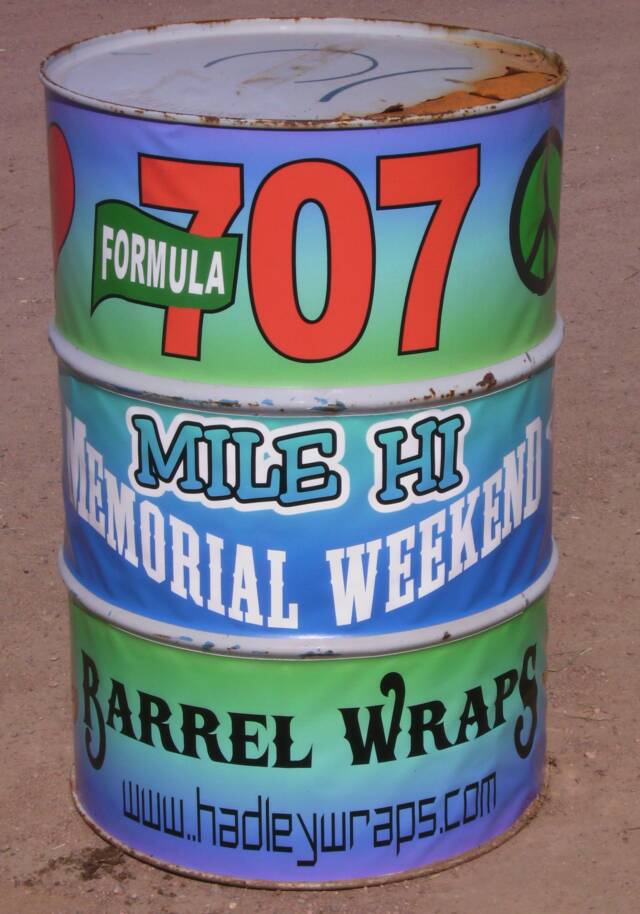 FORMULA
707
MILE HI
MEMORIAL WEEKEND
BARREL WRAPS
www..hadleywraps.com